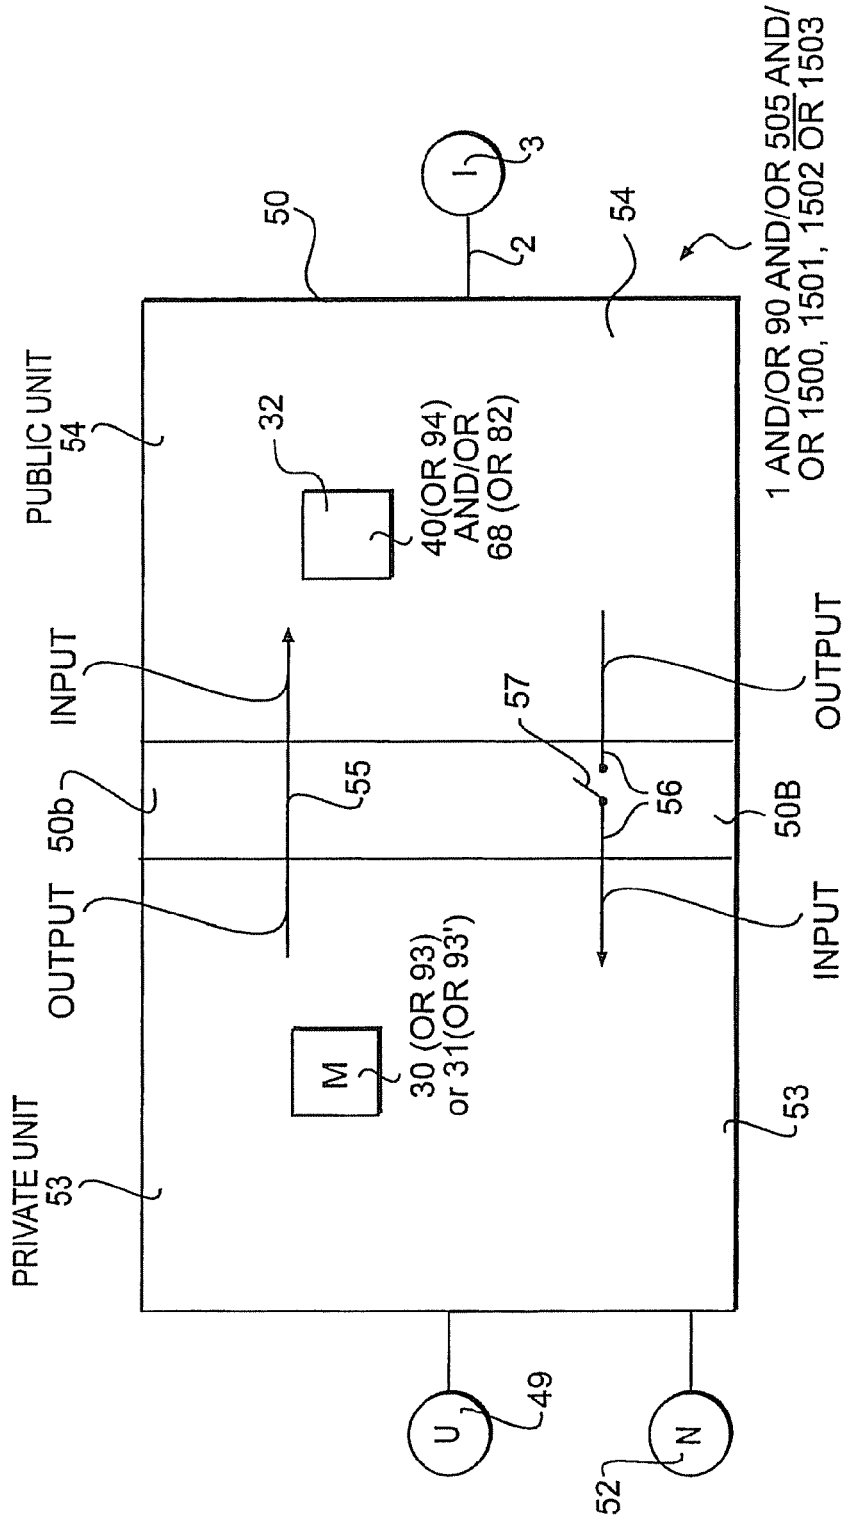 PRIVATE UNIT
53
OUTPUT
50b
INPUT
PUBLIC UNIT
54
50
U
49
52
N
M
30 (OR 93)
or 31(OR 93')
55
32
40(OR 94)
AND/OR
68 (OR 82)
I
3
2
57
56
54
53
50B
INPUT
OUTPUT
1 AND/OR 90 AND/OR 505 AND/
OR 1500, 1501, 1502 OR 1503